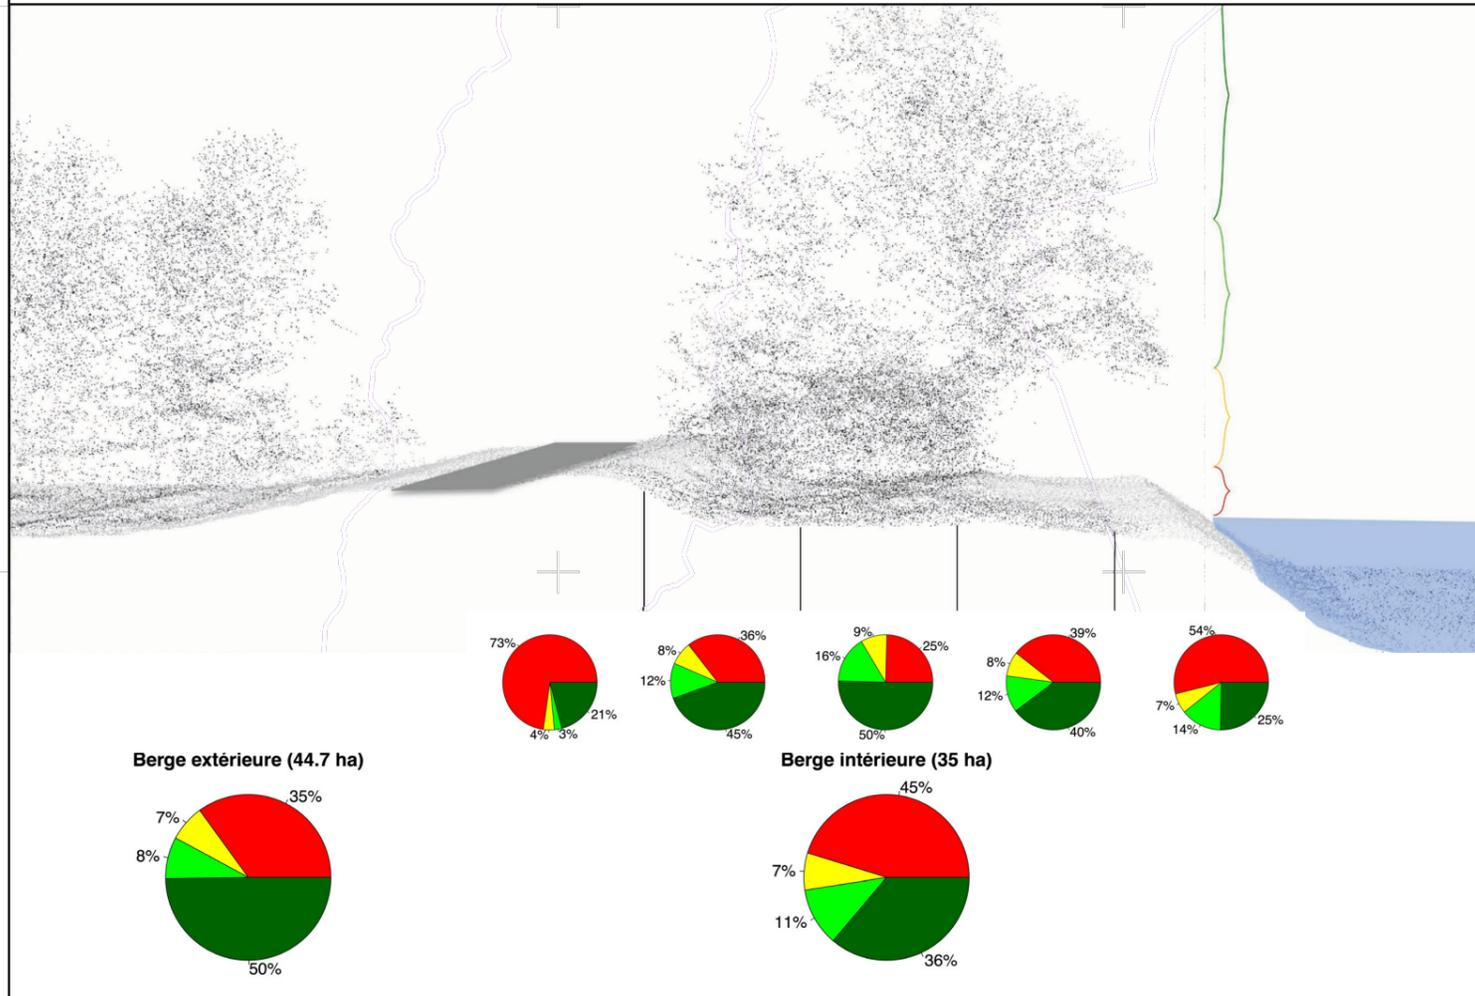 73% 4% 3% 21%
8% 36% 12% 45%
9% 25% 16% 50%
8% 39% 12% 40%
54% 7% 14% 25%
Berge extérieure (44.7 ha)
35%
7%
8%
50%
Berge intérieure (35 ha)
45%
7%
11%
36%